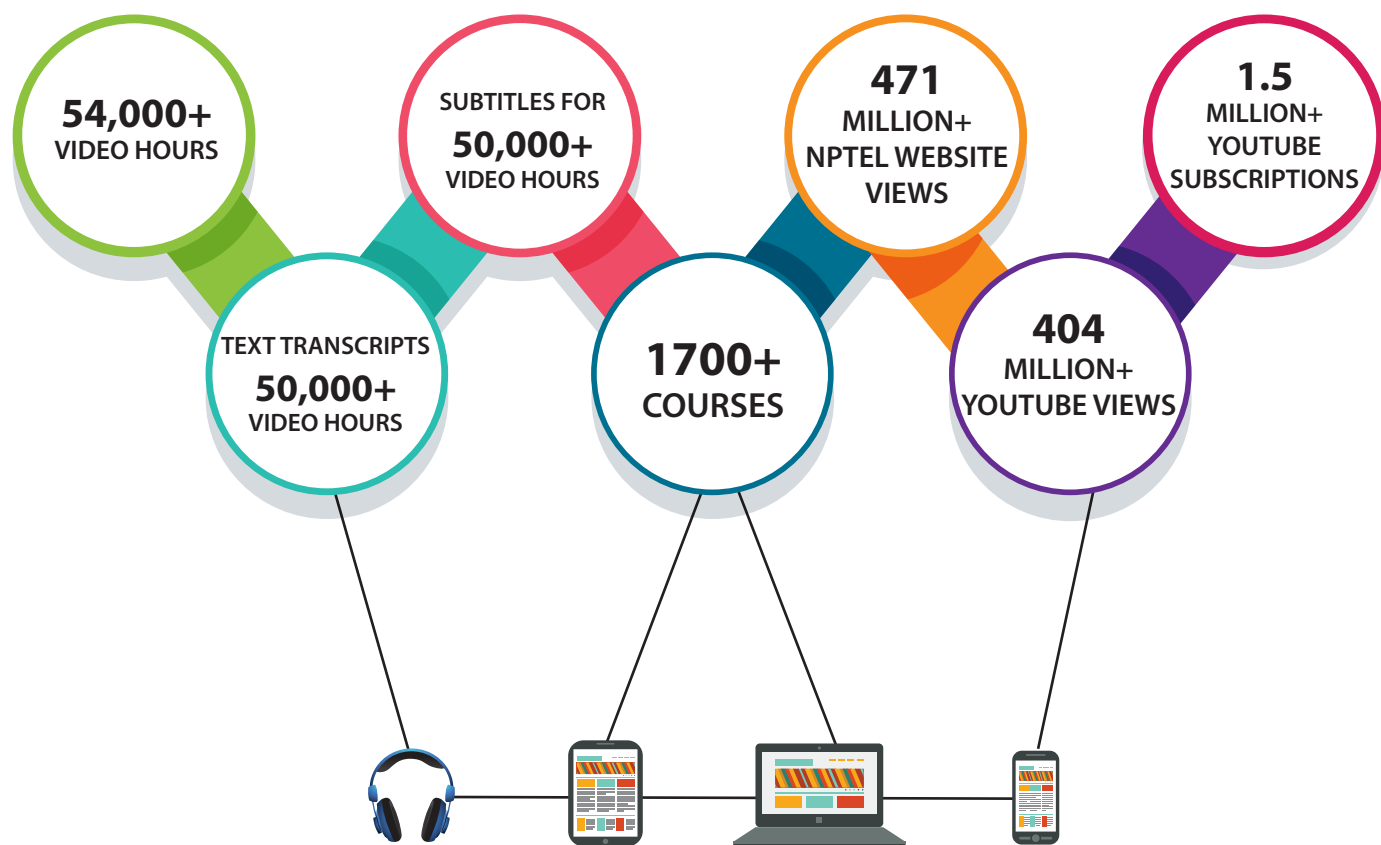 54,000+
VIDEO HOURS
TEXT TRANSCRIPTS
50,000+
VIDEO HOURS
SUBTITLES FOR
50,000+
VIDEO HOURS
1700+
COURSES
471
MILLION+
NPTEL WEBSITE
VIEWS
404
MILLION+
YOUTUBE VIEWS
1.5
MILLION+
YOUTUBE
SUBSCRIPTIONS